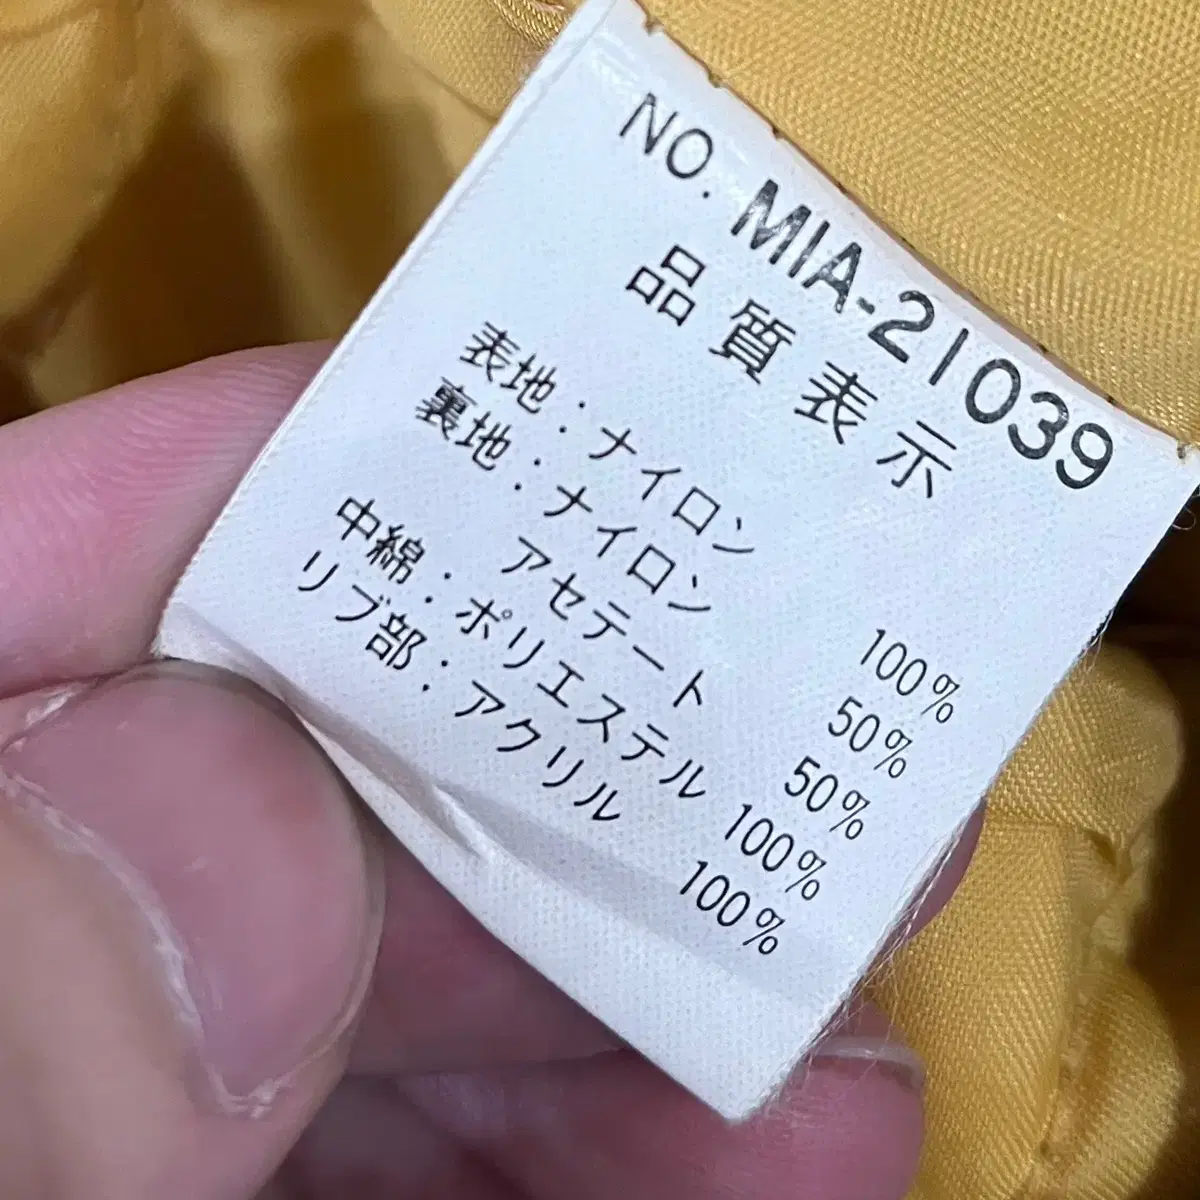 NO. MIA-21039
品質表示
表地・ナイロン 100%
裏地・ナイロン 50%
アセテート 50%
中綿・ポリエステル 100%
リブ部・アクリル 100%